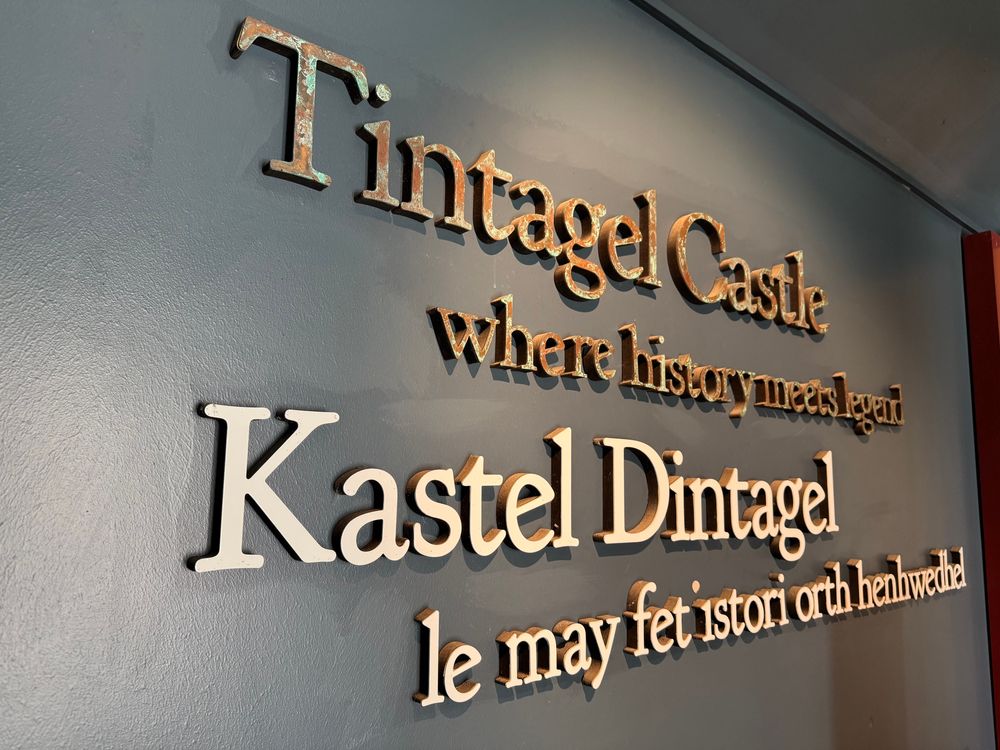 Tintagel Castle
where history meets legend
Kastel Dintagel
le may fet istori orth henhwedhel